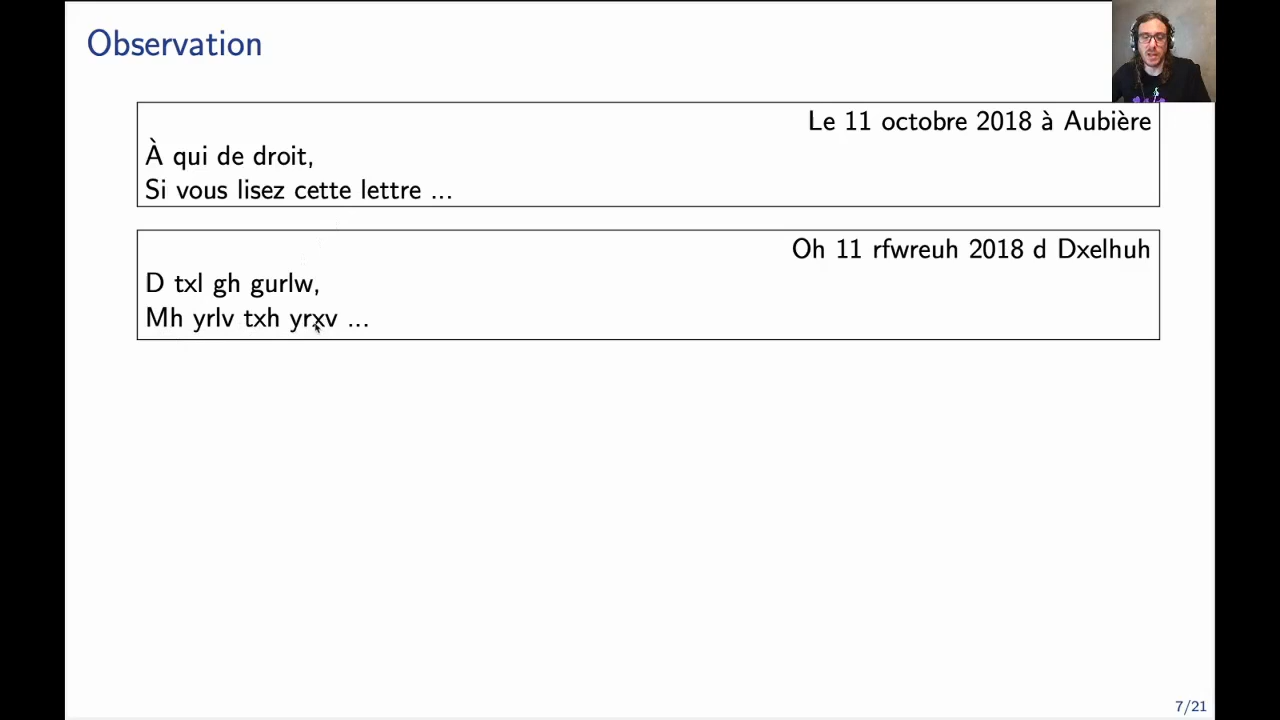 Observation
Le 11 octobre 2018 à Aubière
À qui de droit,
Si vous lisez cette lettre ...
Oh 11 rfwreuh 2018 d Dxelhuh
D txl gh gurlw,
Mh yrlv txh yrxv ...
7/21